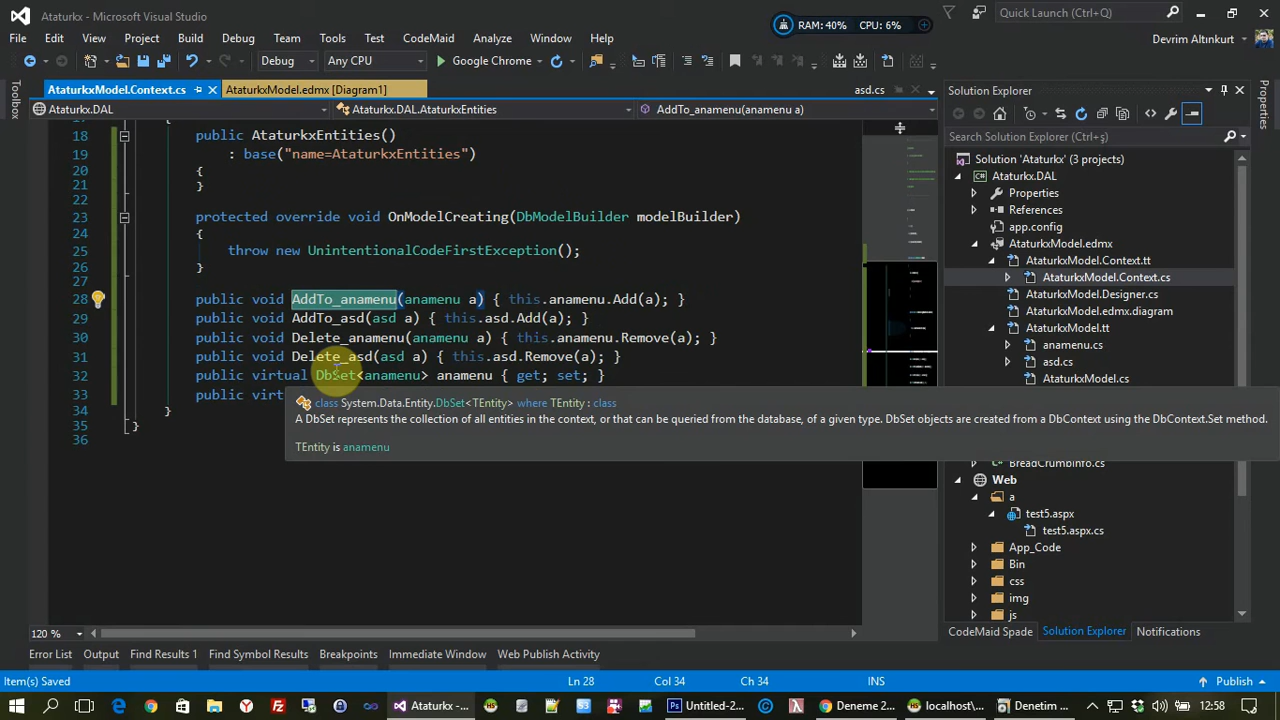 Ataturkx - Microsoft Visual Studio
RAM: 40% CPU: 6%
Quick Launch (Ctrl+Q)
File Edit View Project Build Debug Team Tools Test CodeMaid Analyze Window Help
Devrim Altınkurt
Debug Any CPU Google Chrome
AtaturkxModel.Context.cs AtaturkxModel.edmx [Diagram1] asd.cs
Ataturkx.DAL Ataturkx.DAL.AtaturkxEntities AddTo_anamenu(anamenu a)
Toolbox
18 public AtaturkxEntities()
19 : base("name=AtaturkxEntities")
20 {
21 }
22
23 protected override void OnModelCreating(DbModelBuilder modelBuilder)
24 {
25 throw new UnintentionalCodeFirstException();
26 }
27
28 public void AddTo_anamenu(anamenu a) { this.anamenu.Add(a); }
29 public void AddTo_asd(asd a) { this.asd.Add(a); }
30 public void Delete_anamenu(anamenu a) { this.anamenu.Remove(a); }
31 public void Delete_asd(asd a) { this.asd.Remove(a); }
32 public virtual DbSet<anamenu> anamenu { get; set; }
33 public virt
34 }
35 }
36
class System.Data.Entity.DbSet<TEntity> where TEntity : class
A DbSet represents the collection of all entities in the context, or that can be queried from the database, of a given type. DbSet objects are created from a DbContext using the DbContext.Set method.
TEntity is anamenu
Solution Explorer
Search Solution Explorer (Ctrl+ş)
Solution 'Ataturkx' (3 projects)
Ataturkx.DAL
Properties
References
app.config
AtaturkxModel.edmx
AtaturkxModel.Context.tt
AtaturkxModel.Context.cs
AtaturkxModel.Designer.cs
AtaturkxModel.edmx.diagram
AtaturkxModel.tt
anamenu.cs
asd.cs
AtaturkxModel.cs
BreadCrumbInfo.cs
Web
a
test5.aspx
test5.aspx.cs
App_Code
Bin
css
img
js
Properties
120 %
CodeMaid Spade Solution Explorer Notifications
Error List Output Find Results 1 Find Symbol Results Breakpoints Immediate Window Web Publish Activity
Item(s) Saved Ln 28 Col 34 Ch 34 INS Publish
Ataturkx -... Untitled-2... Deneme 2... localhost\... Denetim ... 12:58